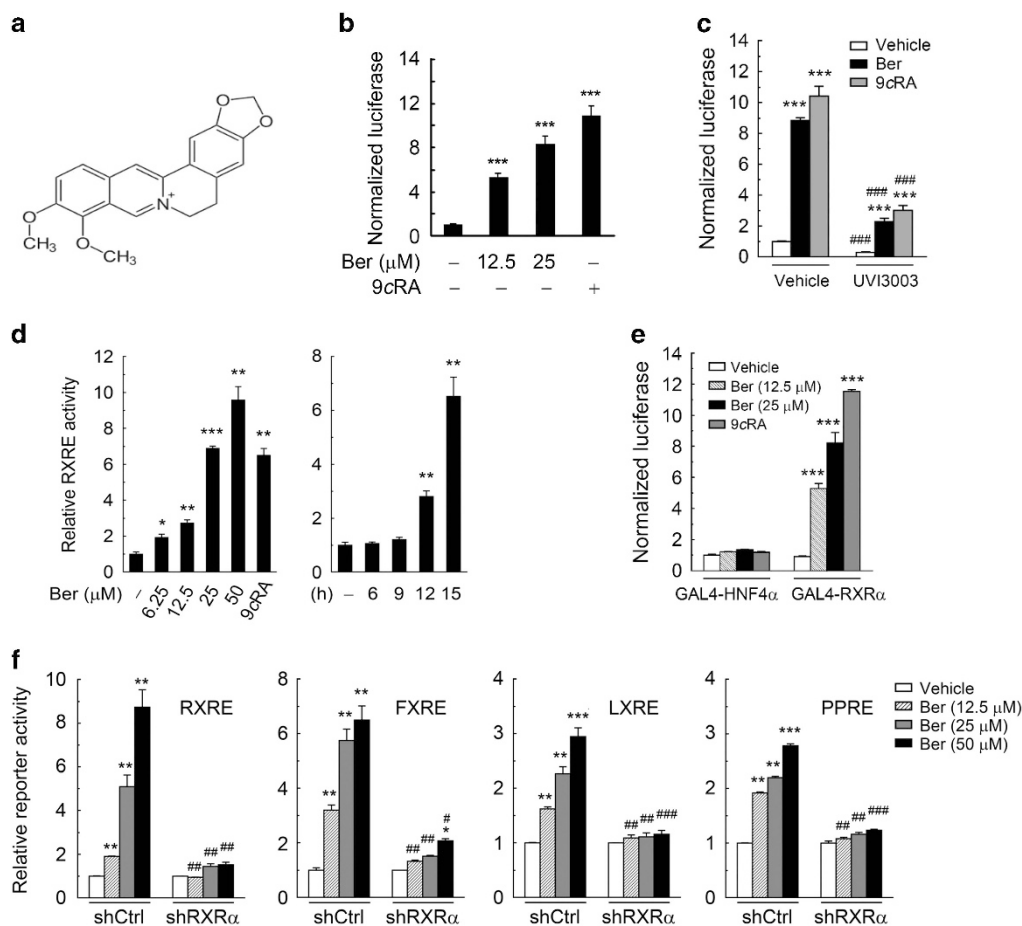 a
O
O
N
+
O
CH3
O
CH3
b
Normalized luciferase
14
12
8
4
0
***
***
***
Ber (μM) – 12.5 25 –
9cRA – – – +
c
Normalized luciferase
14
12
10
8
6
4
2
0
Vehicle
Ber
9cRA
***
***
###
###
***
###
***
Vehicle UVI3003
d
Relative RXRE activity
12
10
8
6
4
2
0
*
**
***
**
**
Ber (μM) – 6.25 12.5 25 50 9cRA
8
6
4
2
0
**
**
(h) – 6 9 12 15
e
Normalized luciferase
14
12
10
8
6
4
2
0
Vehicle
Ber (12.5 μM)
Ber (25 μM)
9cRA
***
***
***
GAL4-HNF4α GAL4-RXRα
f
Relative reporter activity
10
8
6
4
2
0
RXRE
**
**
**
##
##
##
shCtrl shRXRα
8
6
4
2
0
FXRE
**
**
**
##
##
#
*
shCtrl shRXRα
4
3
2
1
0
LXRE
**
**
***
##
##
###
shCtrl shRXRα
4
3
2
1
0
PPRE
**
**
***
##
##
###
shCtrl shRXRα
Vehicle
Ber (12.5 μM)
Ber (25 μM)
Ber (50 μM)